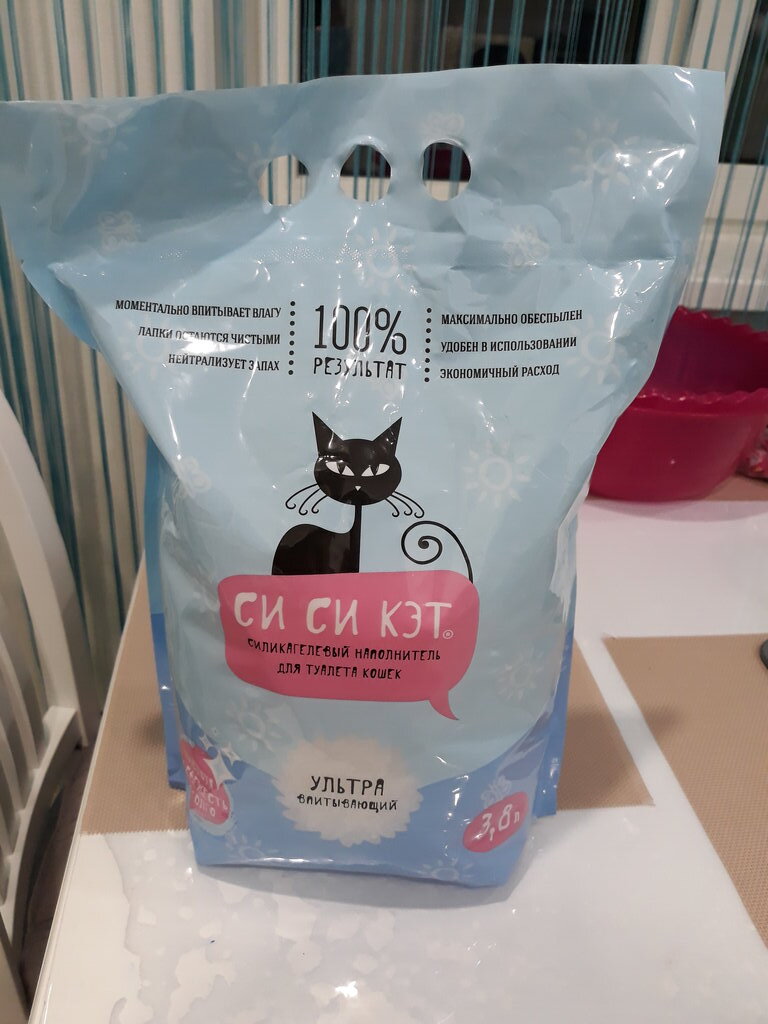 МОМЕНТАЛЬНО ВПИТЫВАЕТ ВЛАГУ
ЛАПКИ ОСТАЮТСЯ ЧИСТЫМИ
НЕЙТРАЛИЗУЕТ ЗАПАХ
100%
РЕЗУЛЬТАТ
МАКСИМАЛЬНО ОБЕСПЫЛЕН
УДОБЕН В ИСПОЛЬЗОВАНИИ
ЭКОНОМИЧНЫЙ РАСХОД
СИ СИ КЭТ®
СИЛИКАГЕЛЕВЫЙ НАПОЛНИТЕЛЬ
ДЛЯ ТУАЛЕТА КОШЕК
УЛЬТРА
ВПИТЫВАЮЩИЙ
3,8 л